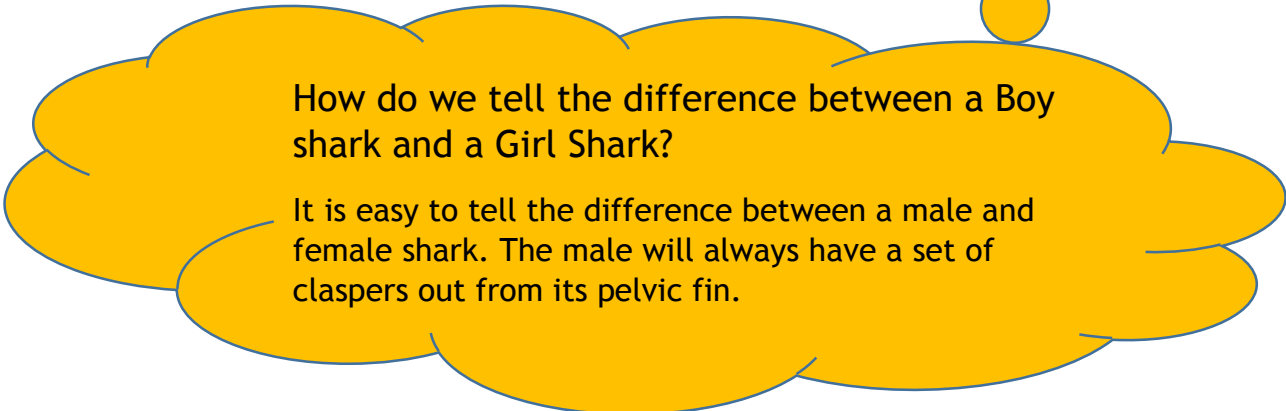 How do we tell the difference between a Boy
shark and a Girl Shark?
It is easy to tell the difference between a male and
female shark. The male will always have a set of
claspers out from its pelvic fin.